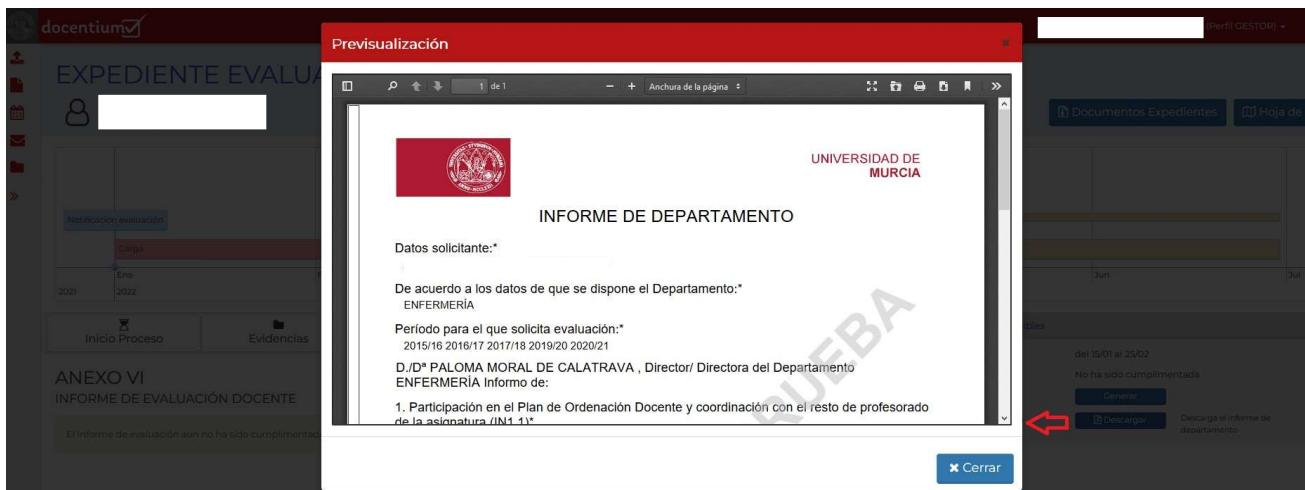 docentium
(Perfil GESTOR)
EXPEDIENTE EVALUA
Documentos Expedientes
Hoja de
Notificación evaluación
Cargo
Ene
2021
2022
Jun
Jul
Inicio Proceso
Evidencias
ANEXO VI
INFORME DE EVALUACIÓN DOCENTE
El informe de evaluación aun no ha sido cumplimentad
Previsualización
1 de 1
Anchura de la página
UNIVERSIDAD DE
MURCIA
INFORME DE DEPARTAMENTO
Datos solicitante:*
De acuerdo a los datos de que se dispone el Departamento:*
ENFERMERÍA
Período para el que solicita evaluación:*
2015/16 2016/17 2017/18 2019/20 2020/21
D./Dª PALOMA MORAL DE CALATRAVA , Director/ Directora del Departamento
ENFERMERÍA Informo de:
1. Participación en el Plan de Ordenación Docente y coordinación con el resto de profesorado
de la asignatura (IN1.1)*
RUEBA
Cerrar
del 15/01 al 25/02
No ha sido cumplimentada
Generar
Descargar
Descarga el informe de
departamento